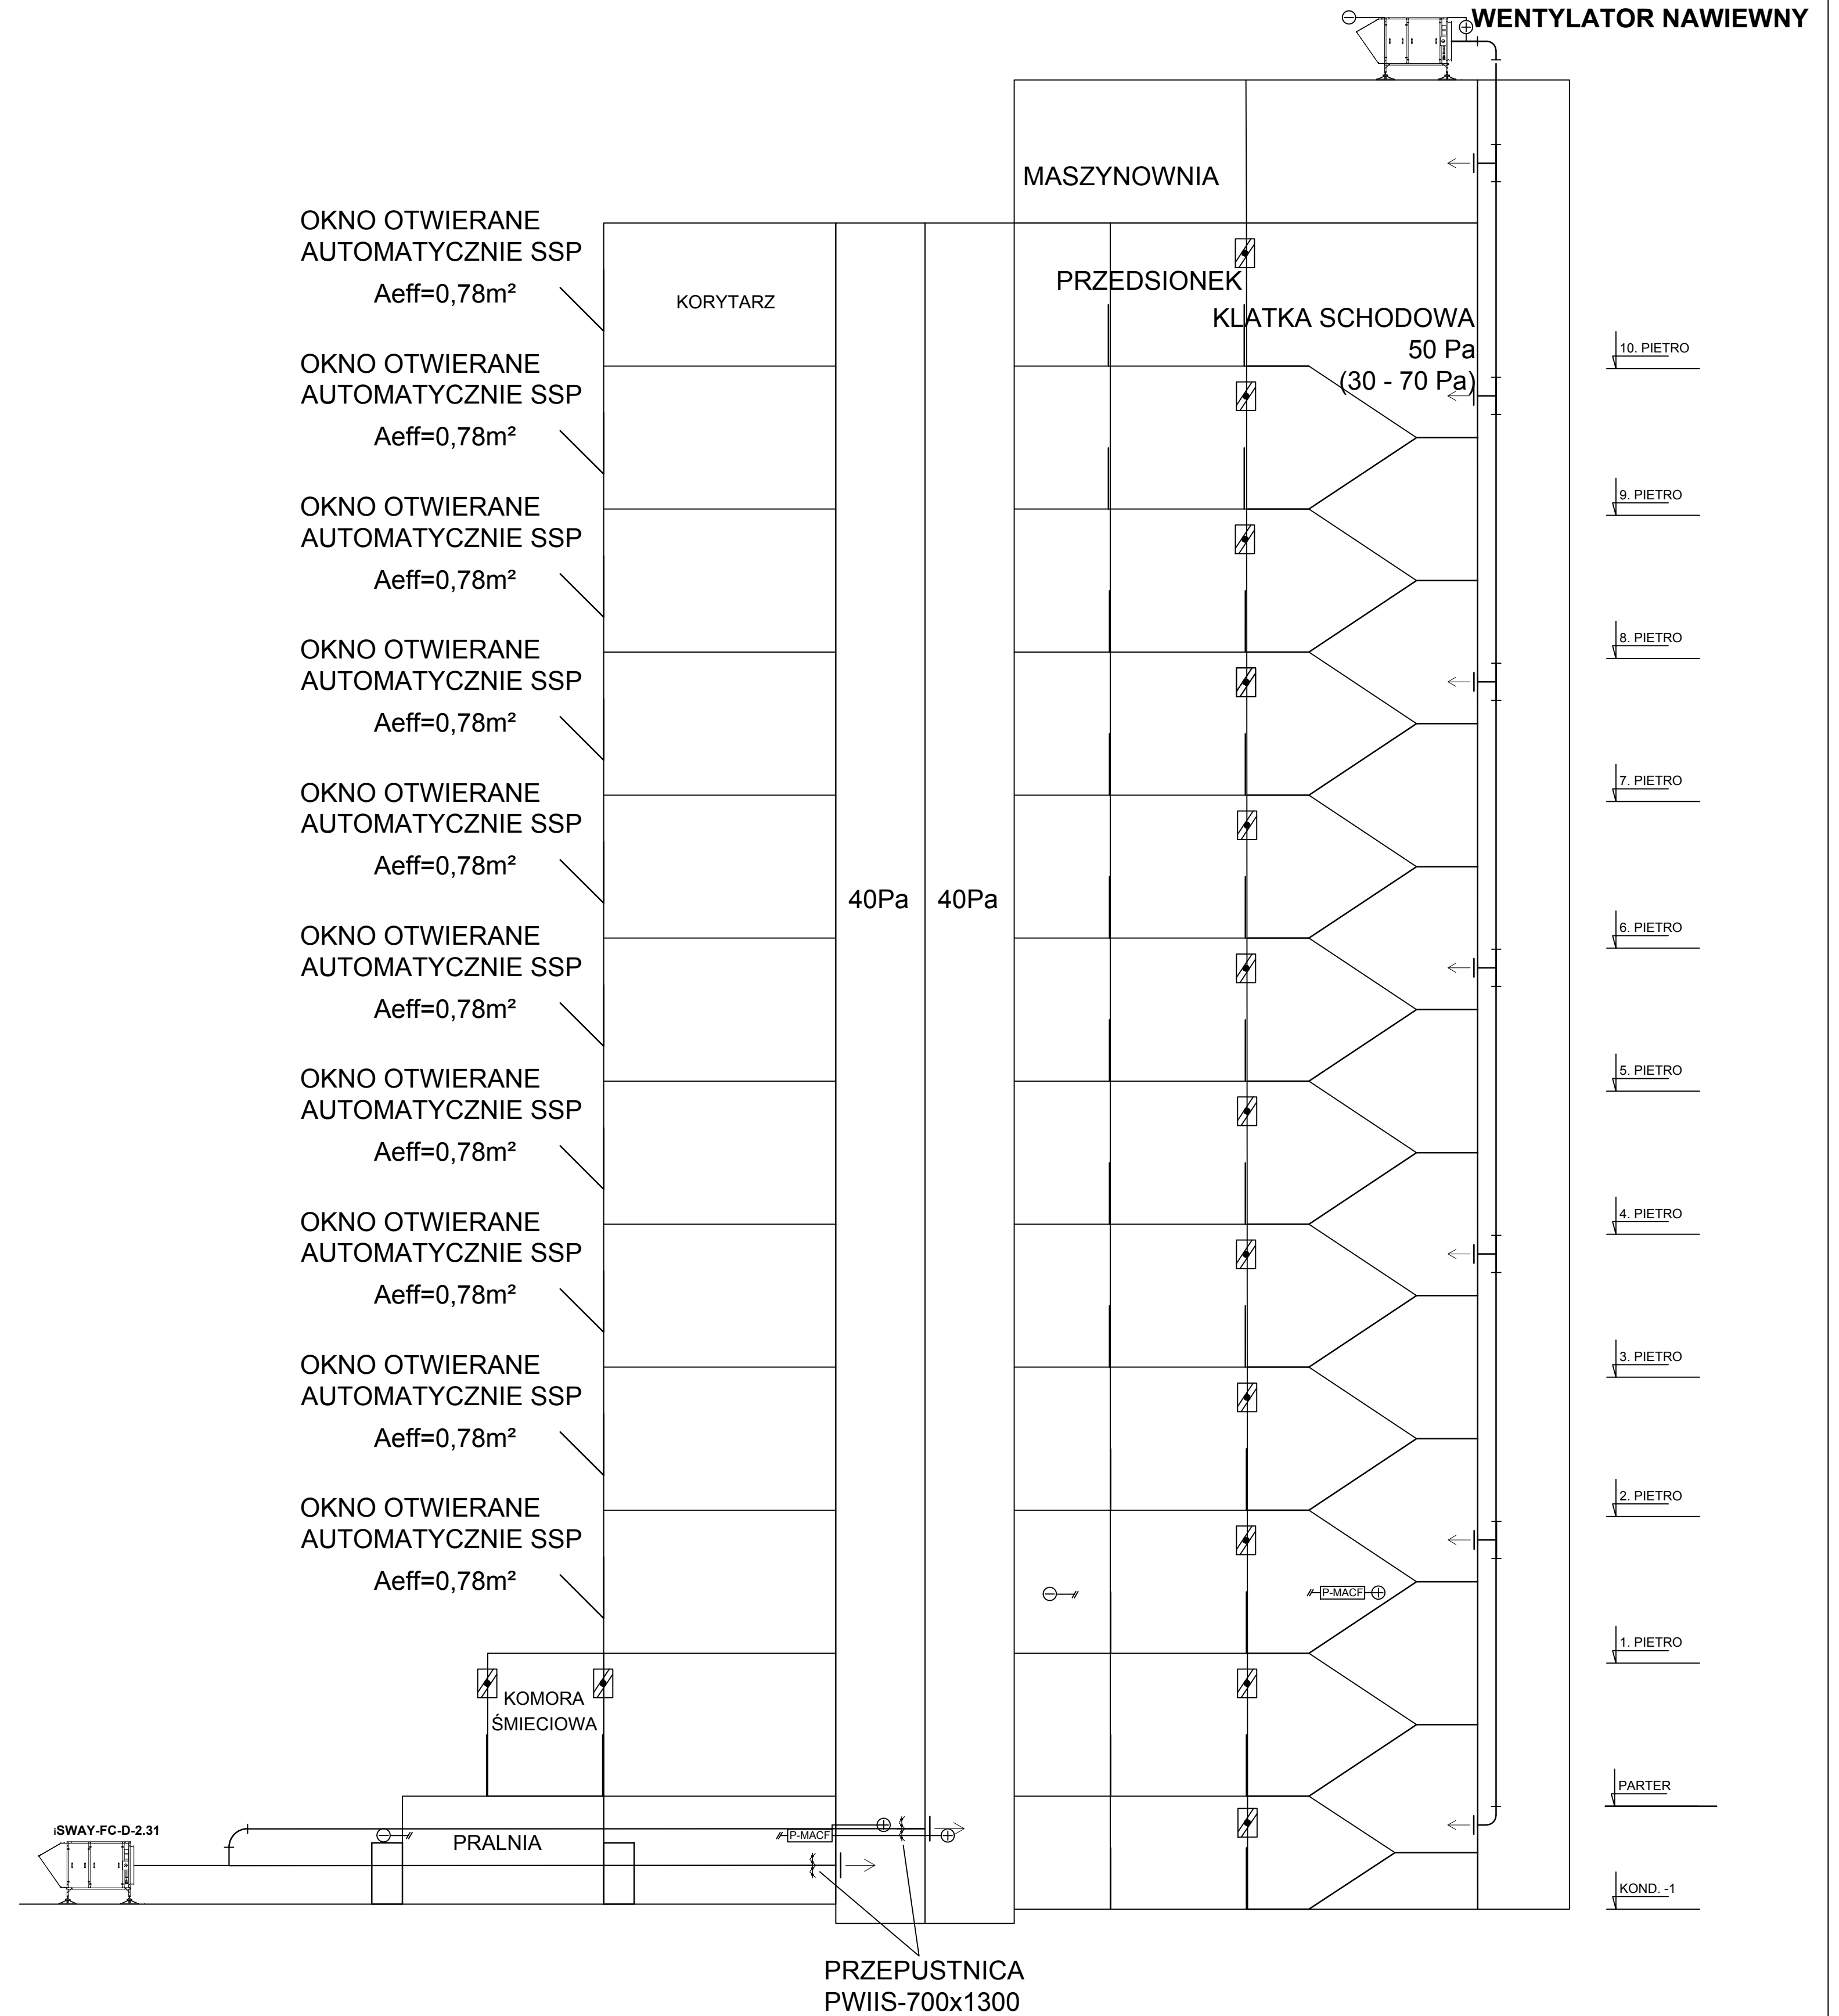 WENTYLATOR NAWIEWNY
MASZYNOWNIA
OKNO OTWIERANE
AUTOMATYCZNIE SSP
Aeff=0,78m²
KORYTARZ
PRZEDSIONEK
KLATKA SCHODOWA
50 Pa
(30 - 70 Pa)
10. PIETRO
OKNO OTWIERANE
AUTOMATYCZNIE SSP
Aeff=0,78m²
9. PIETRO
OKNO OTWIERANE
AUTOMATYCZNIE SSP
Aeff=0,78m²
8. PIETRO
OKNO OTWIERANE
AUTOMATYCZNIE SSP
Aeff=0,78m²
7. PIETRO
OKNO OTWIERANE
AUTOMATYCZNIE SSP
Aeff=0,78m²
40Pa
40Pa
6. PIETRO
OKNO OTWIERANE
AUTOMATYCZNIE SSP
Aeff=0,78m²
5. PIETRO
OKNO OTWIERANE
AUTOMATYCZNIE SSP
Aeff=0,78m²
4. PIETRO
OKNO OTWIERANE
AUTOMATYCZNIE SSP
Aeff=0,78m²
3. PIETRO
OKNO OTWIERANE
AUTOMATYCZNIE SSP
Aeff=0,78m²
2. PIETRO
OKNO OTWIERANE
AUTOMATYCZNIE SSP
Aeff=0,78m²
P-MACF
1. PIETRO
KOMORA
ŚMIECIOWA
PARTER
iSWAY-FC-D-2.31
PRALNIA
P-MACF
KOND. -1
PRZEPUSTNICA
PWIIS-700x1300